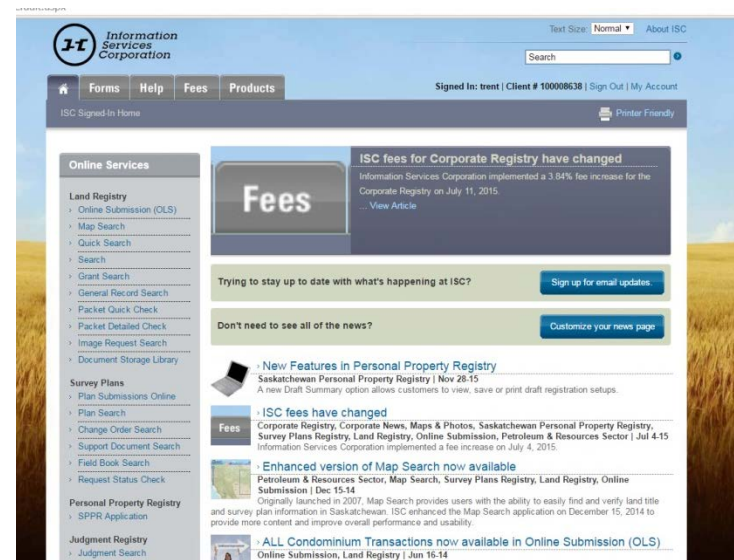 Information
Services
Corporation
Text Size: Normal
About ISC
Search
Forms Help Fees Products
Signed In: trent | Client # 100008638 | Sign Out | My Account
ISC Signed-In Home
Printer Friendly
Online Services
Land Registry
Online Submission (OLS)
Map Search
Quick Search
Search
Grant Search
General Record Search
Packet Quick Check
Packet Detailed Check
Image Request Search
Document Storage Library
Survey Plans
Plan Submissions Online
Plan Search
Change Order Search
Support Document Search
Field Book Search
Request Status Check
Personal Property Registry
SPPR Application
Judgment Registry
Judgment Search
Fees
ISC fees for Corporate Registry have changed
Information Services Corporation implemented a 3.84% fee increase for the
Corporate Registry on July 11, 2015.
... View Article
Trying to stay up to date with what's happening at ISC?
Sign up for email updates.
Don't need to see all of the news?
Customize your news page
New Features in Personal Property Registry
Saskatchewan Personal Property Registry | Nov 28-15
A new Draft Summary option allows customers to view, save or print draft registration setups.
Fees
ISC fees have changed
Corporate Registry, Corporate News, Maps & Photos, Saskatchewan Personal Property Registry,
Survey Plans Registry, Land Registry, Online Submission, Petroleum & Resources Sector | Jul 4-15
Information Services Corporation implemented a fee increase on July 4, 2015.
Enhanced version of Map Search now available
Petroleum & Resources Sector, Map Search, Survey Plans Registry, Land Registry, Online
Submission | Dec 15-14
Originally launched in 2007, Map Search provides users with the ability to easily find and verify land title
and survey plan information in Saskatchewan. ISC enhanced the Map Search application on December 15, 2014 to
provide more content and improve overall performance and usability.
ALL Condominium Transactions now available in Online Submission (OLS)
Online Submission, Land Registry | Jun 16-14